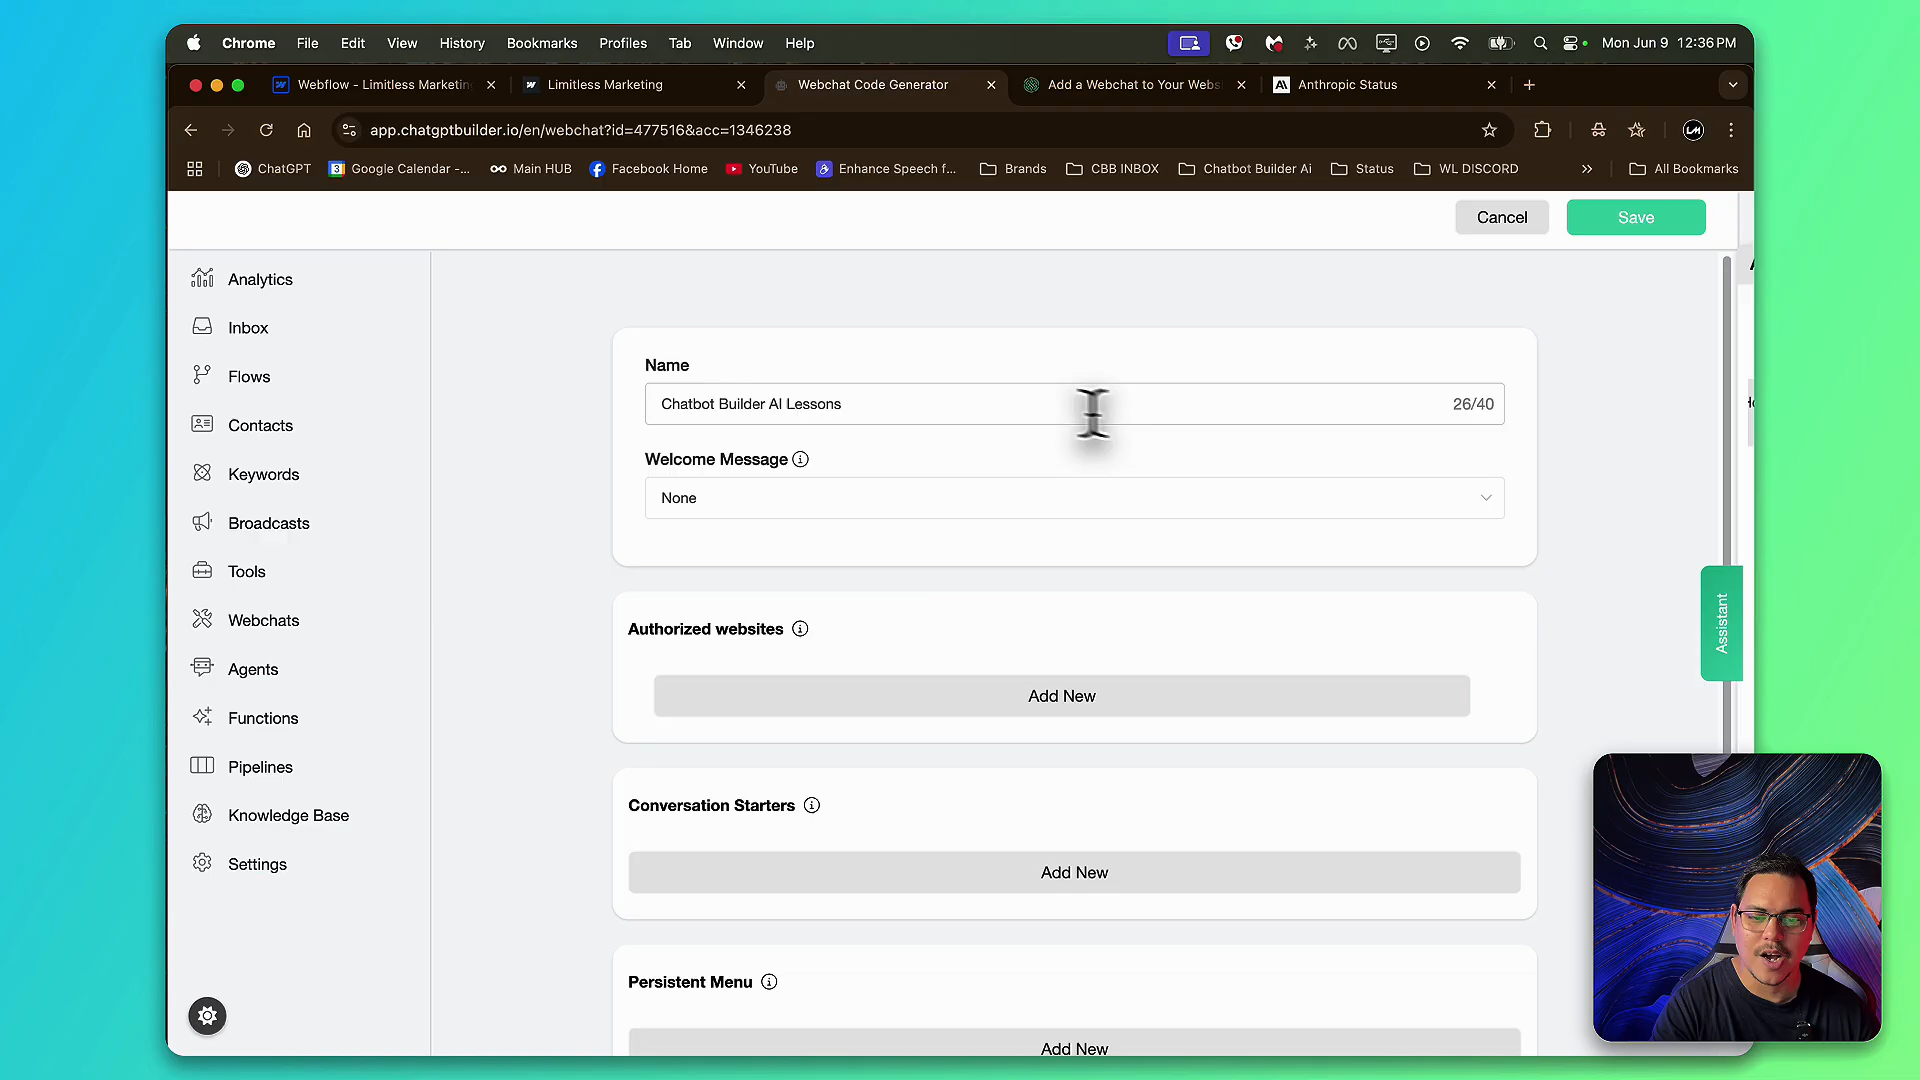 Chrome File Edit View History Bookmarks Profiles Tab Window Help Mon Jun 9 12:36 PM
Webflow - Limitless Marketing Limitless Marketing Webchat Code Generator Add a Webchat to Your Webs Anthropic Status
app.chatgptbuilder.io/en/webchat?id=477516&acc=1346238
ChatGPT Google Calendar -... Main HUB Facebook Home YouTube Enhance Speech f... Brands CBB INBOX Chatbot Builder Ai Status WL DISCORD » All Bookmarks
Cancel Save
Analytics
Inbox
Flows
Contacts
Keywords
Broadcasts
Tools
Webchats
Agents
Functions
Pipelines
Knowledge Base
Settings
Name
Chatbot Builder AI Lessons 26/40
Welcome Message
None
Authorized websites
Add New
Conversation Starters
Add New
Persistent Menu
Add New
Assistant